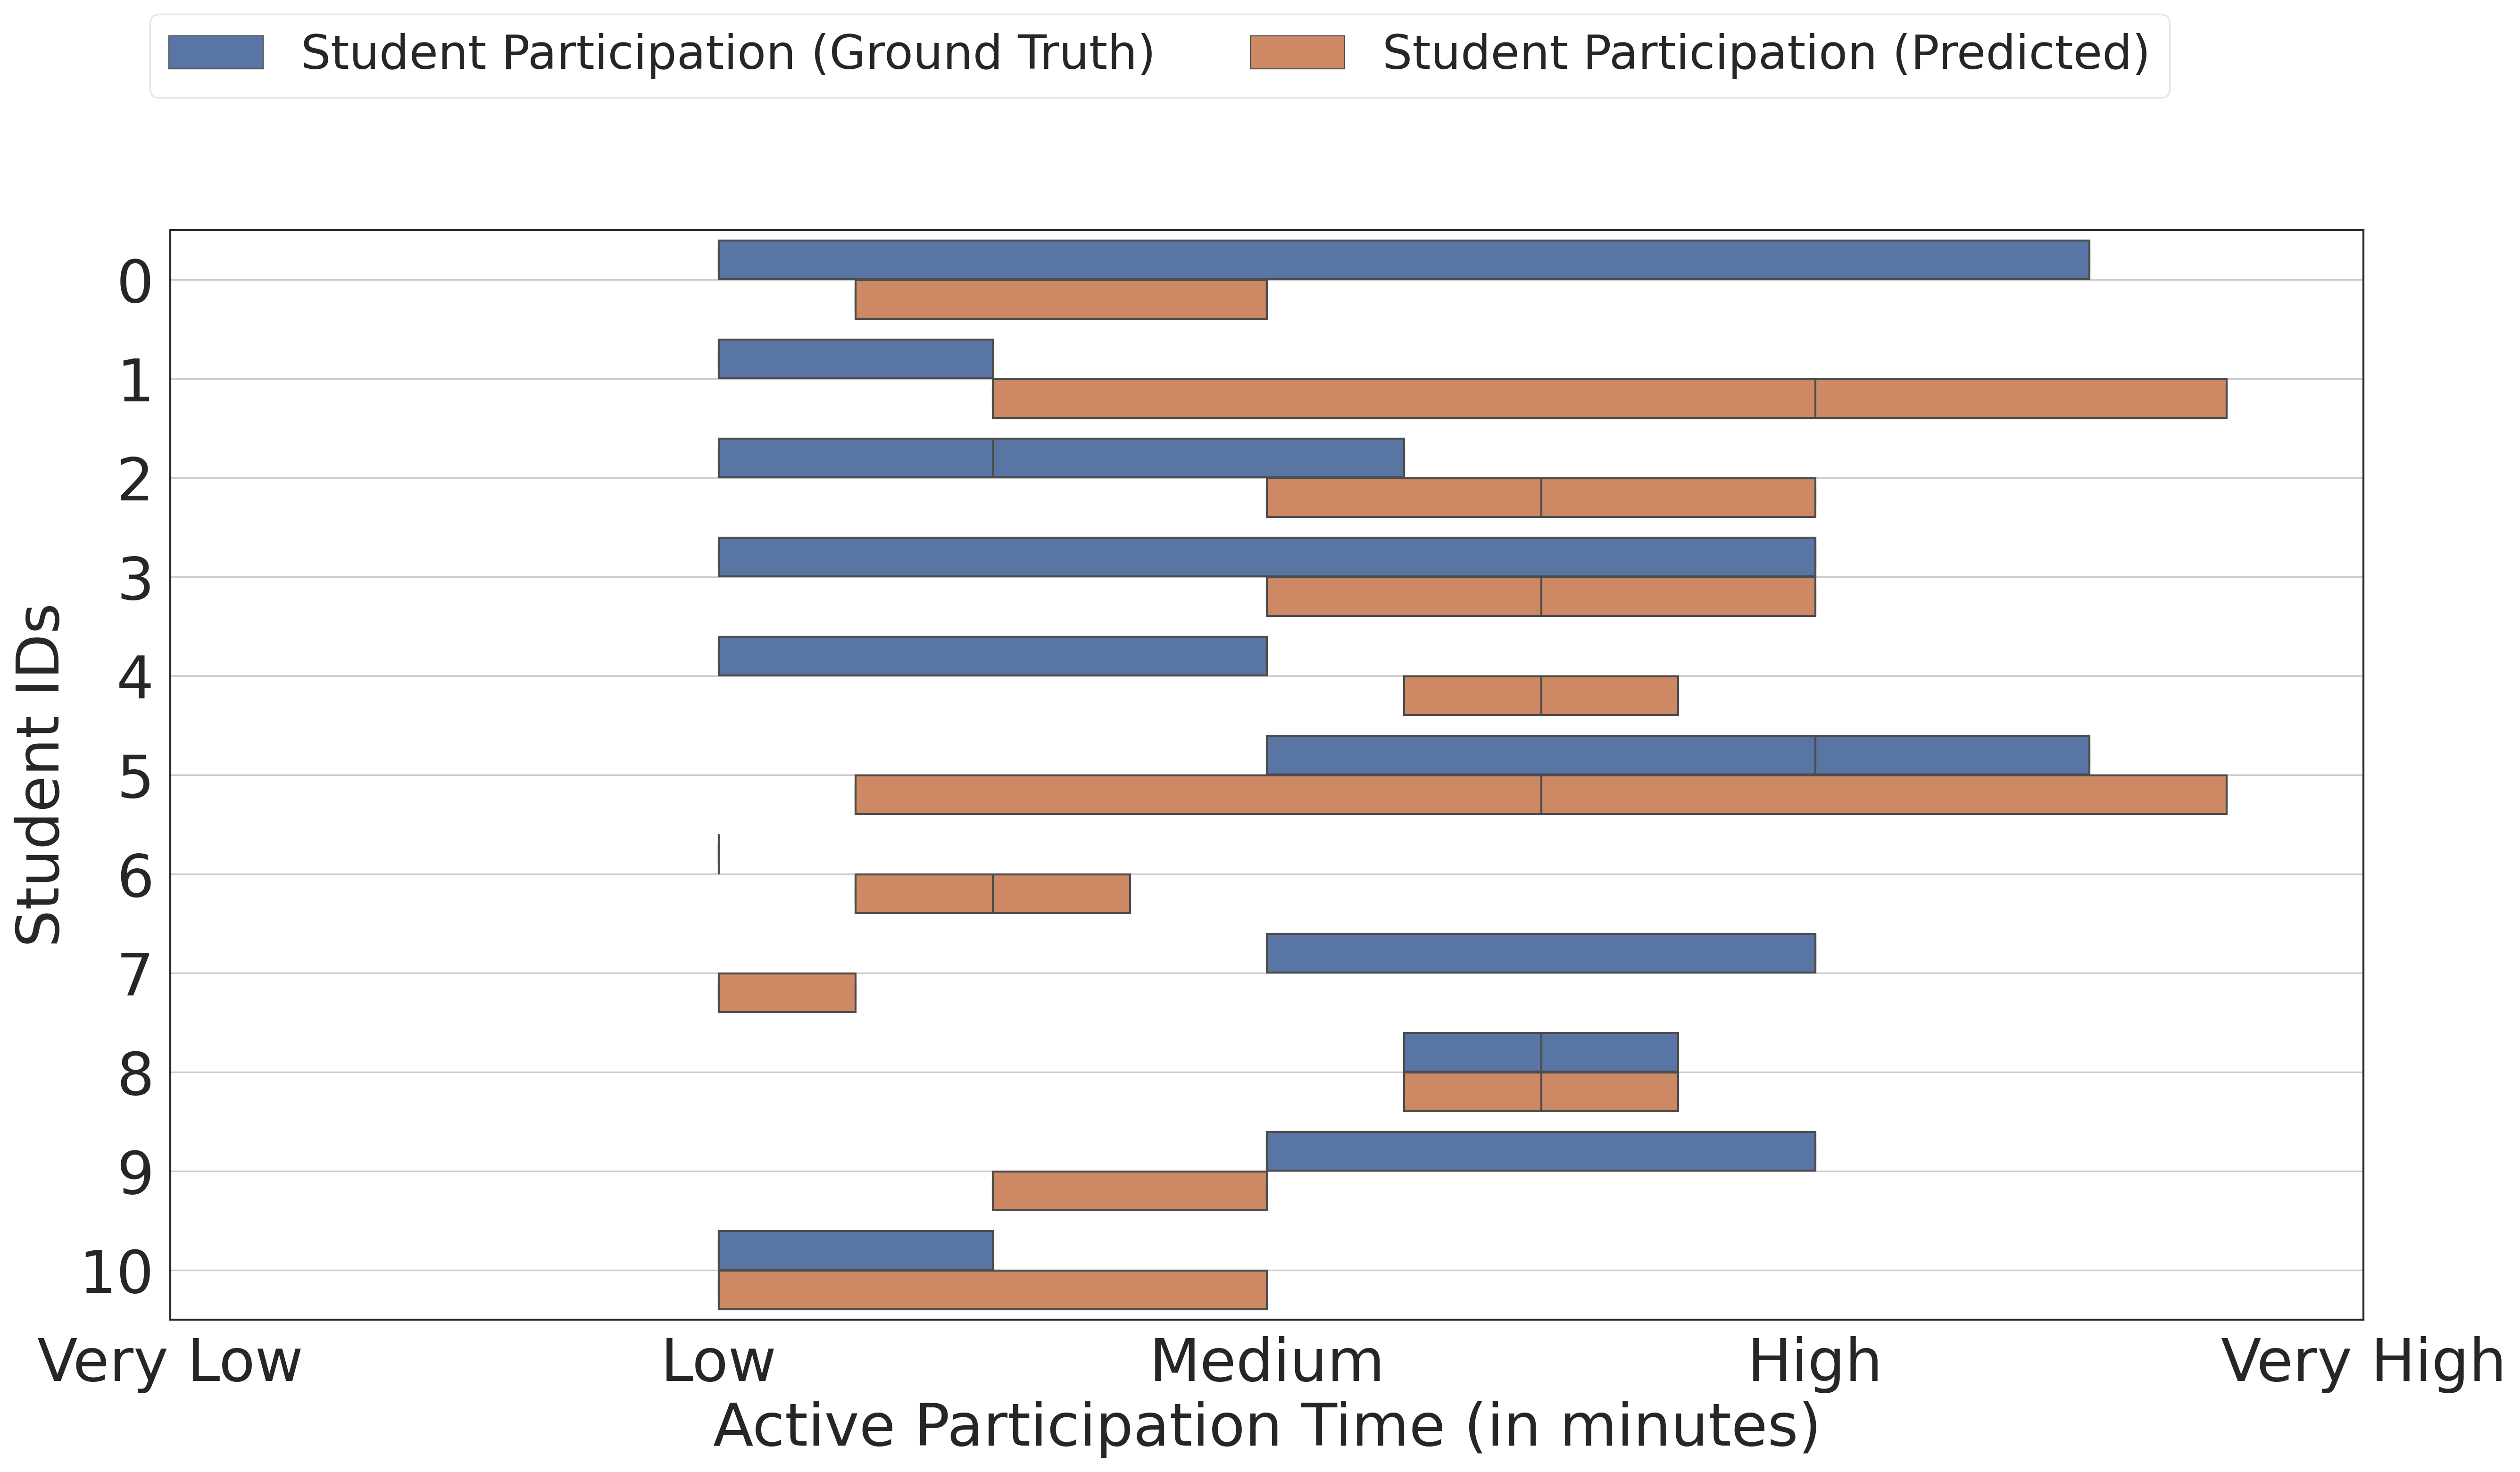 Student Participation (Ground Truth) Student Participation (Predicted)
0
1
2
3
4
5
6
7
8
9
10
Student IDs
Very Low Low Medium High Very High
Active Participation Time (in minutes)